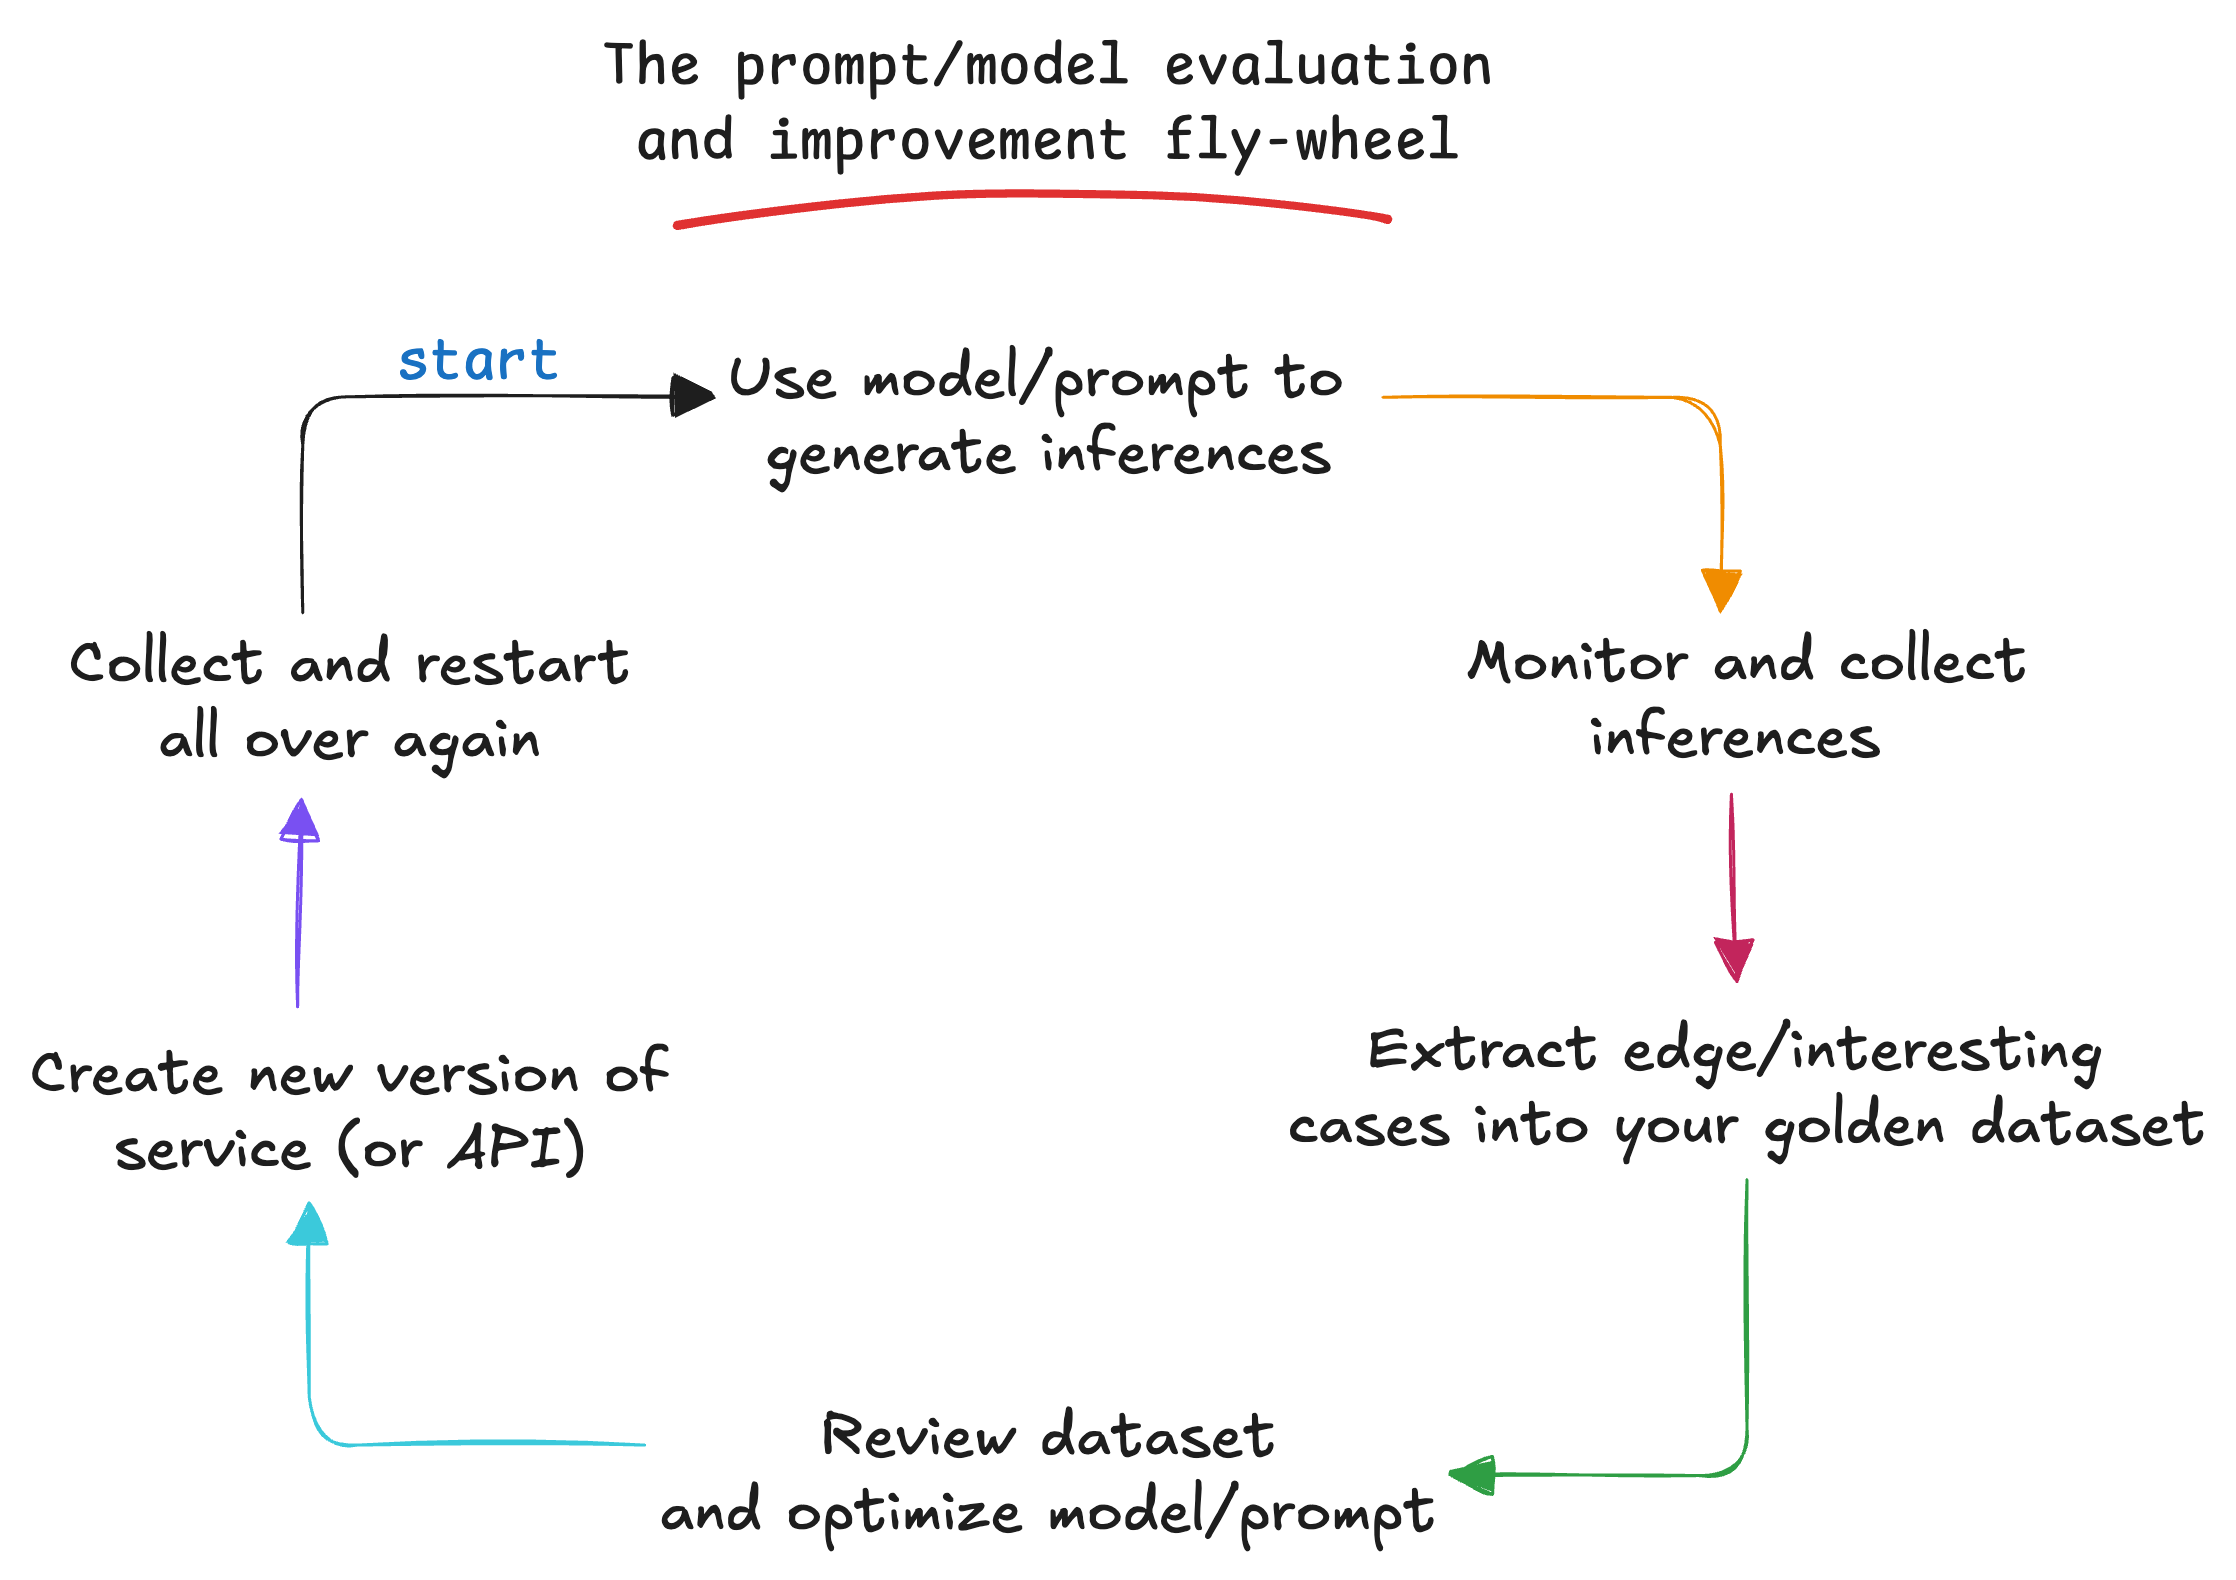 The prompt/model evaluation
and improvement fly-wheel
start
Use model/prompt to
generate inferences
Monitor and collect
inferences
Extract edge/interesting
cases into your golden dataset
Review dataset
and optimize model/prompt
Create new version of
service (or API)
Collect and restart
all over again